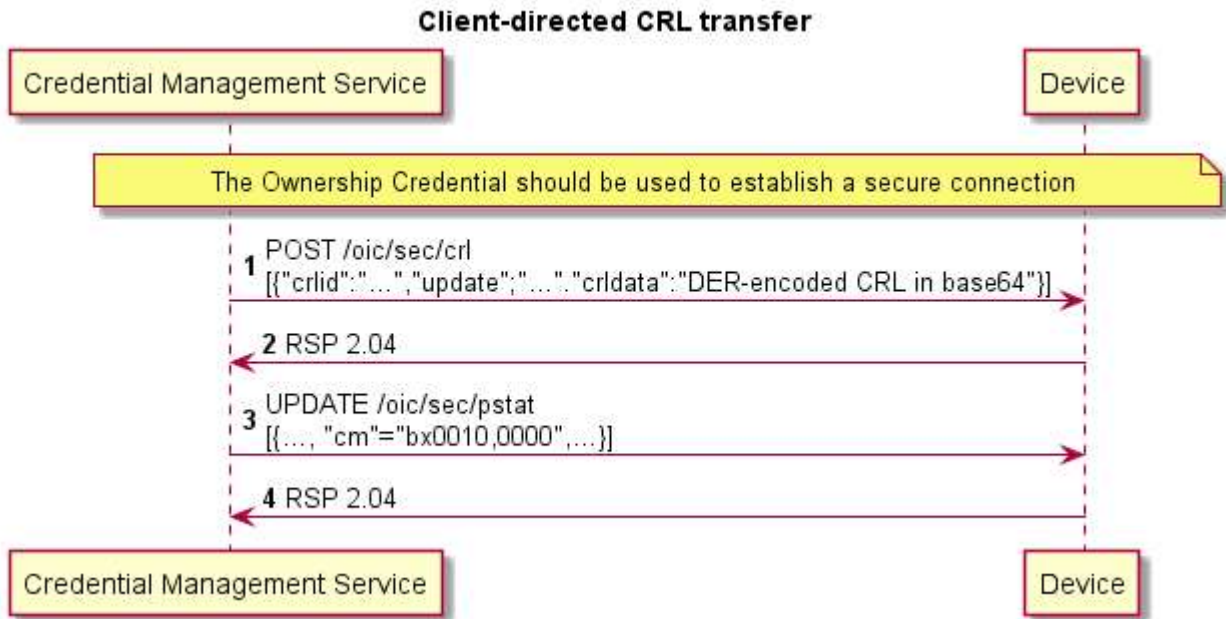 Client-directed CRL transfer
Credential Management Service
Device
The Ownership Credential should be used to establish a secure connection
1 POST /oic/sec/crl
[{"crlid":"...","update";"..."."crldata":"DER-encoded CRL in base64"}]
2 RSP 2.04
3 UPDATE /oic/sec/pstat
[{..., "cm"="bx0010,0000",...}]
4 RSP 2.04
Credential Management Service
Device